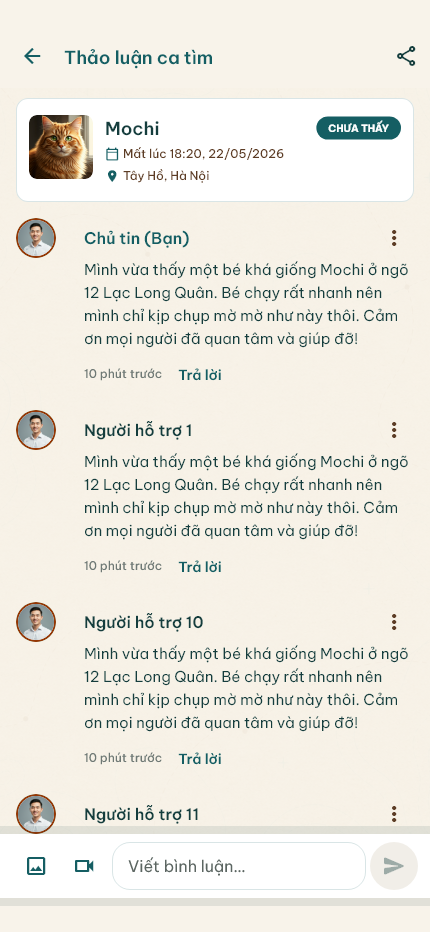 Thảo luận ca tìm
Mochi
CHƯA THẤY
Mất lúc 18:20, 22/05/2026
Tây Hồ, Hà Nội
Chủ tin (Bạn)
Mình vừa thấy một bé khá giống Mochi ở ngõ
12 Lạc Long Quân. Bé chạy rất nhanh nên
mình chỉ kịp chụp mờ mờ như này thôi. Cảm
ơn mọi người đã quan tâm và giúp đỡ!
10 phút trước Trả lời
Người hỗ trợ 1
Mình vừa thấy một bé khá giống Mochi ở ngõ
12 Lạc Long Quân. Bé chạy rất nhanh nên
mình chỉ kịp chụp mờ mờ như này thôi. Cảm
ơn mọi người đã quan tâm và giúp đỡ!
10 phút trước Trả lời
Người hỗ trợ 10
Mình vừa thấy một bé khá giống Mochi ở ngõ
12 Lạc Long Quân. Bé chạy rất nhanh nên
mình chỉ kịp chụp mờ mờ như này thôi. Cảm
ơn mọi người đã quan tâm và giúp đỡ!
10 phút trước Trả lời
Người hỗ trợ 11
Viết bình luận...